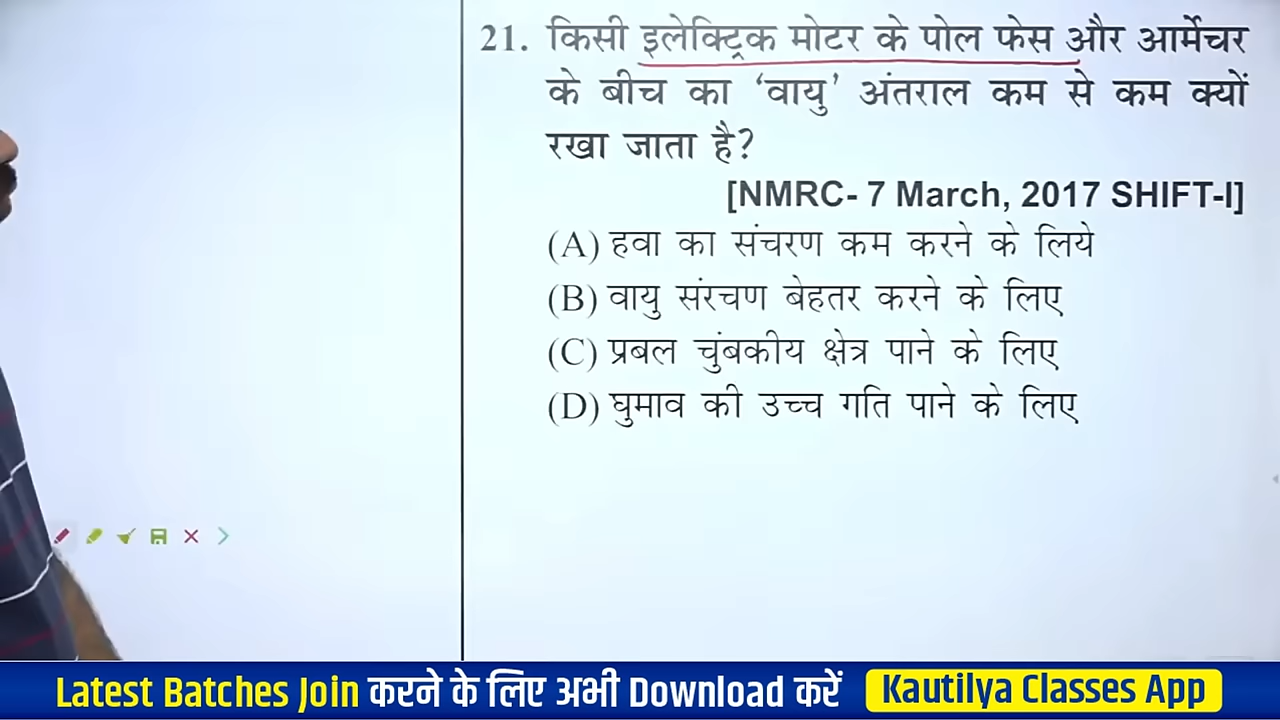 21. किसी इलेक्ट्रिक मोटर के पोल फेस और आर्मेचर
के बीच का ‘वायु’ अंतराल कम से कम क्यों
रखा जाता है?
[NMRC- 7 March, 2017 SHIFT-I]
(A) हवा का संचरण कम करने के लिये
(B) वायु संरचण बेहतर करने के लिए
(C) प्रबल चुंबकीय क्षेत्र पाने के लिए
(D) घुमाव की उच्च गति पाने के लिए
Latest Batches Join करने के लिए अभी Download करें Kautilya Classes App